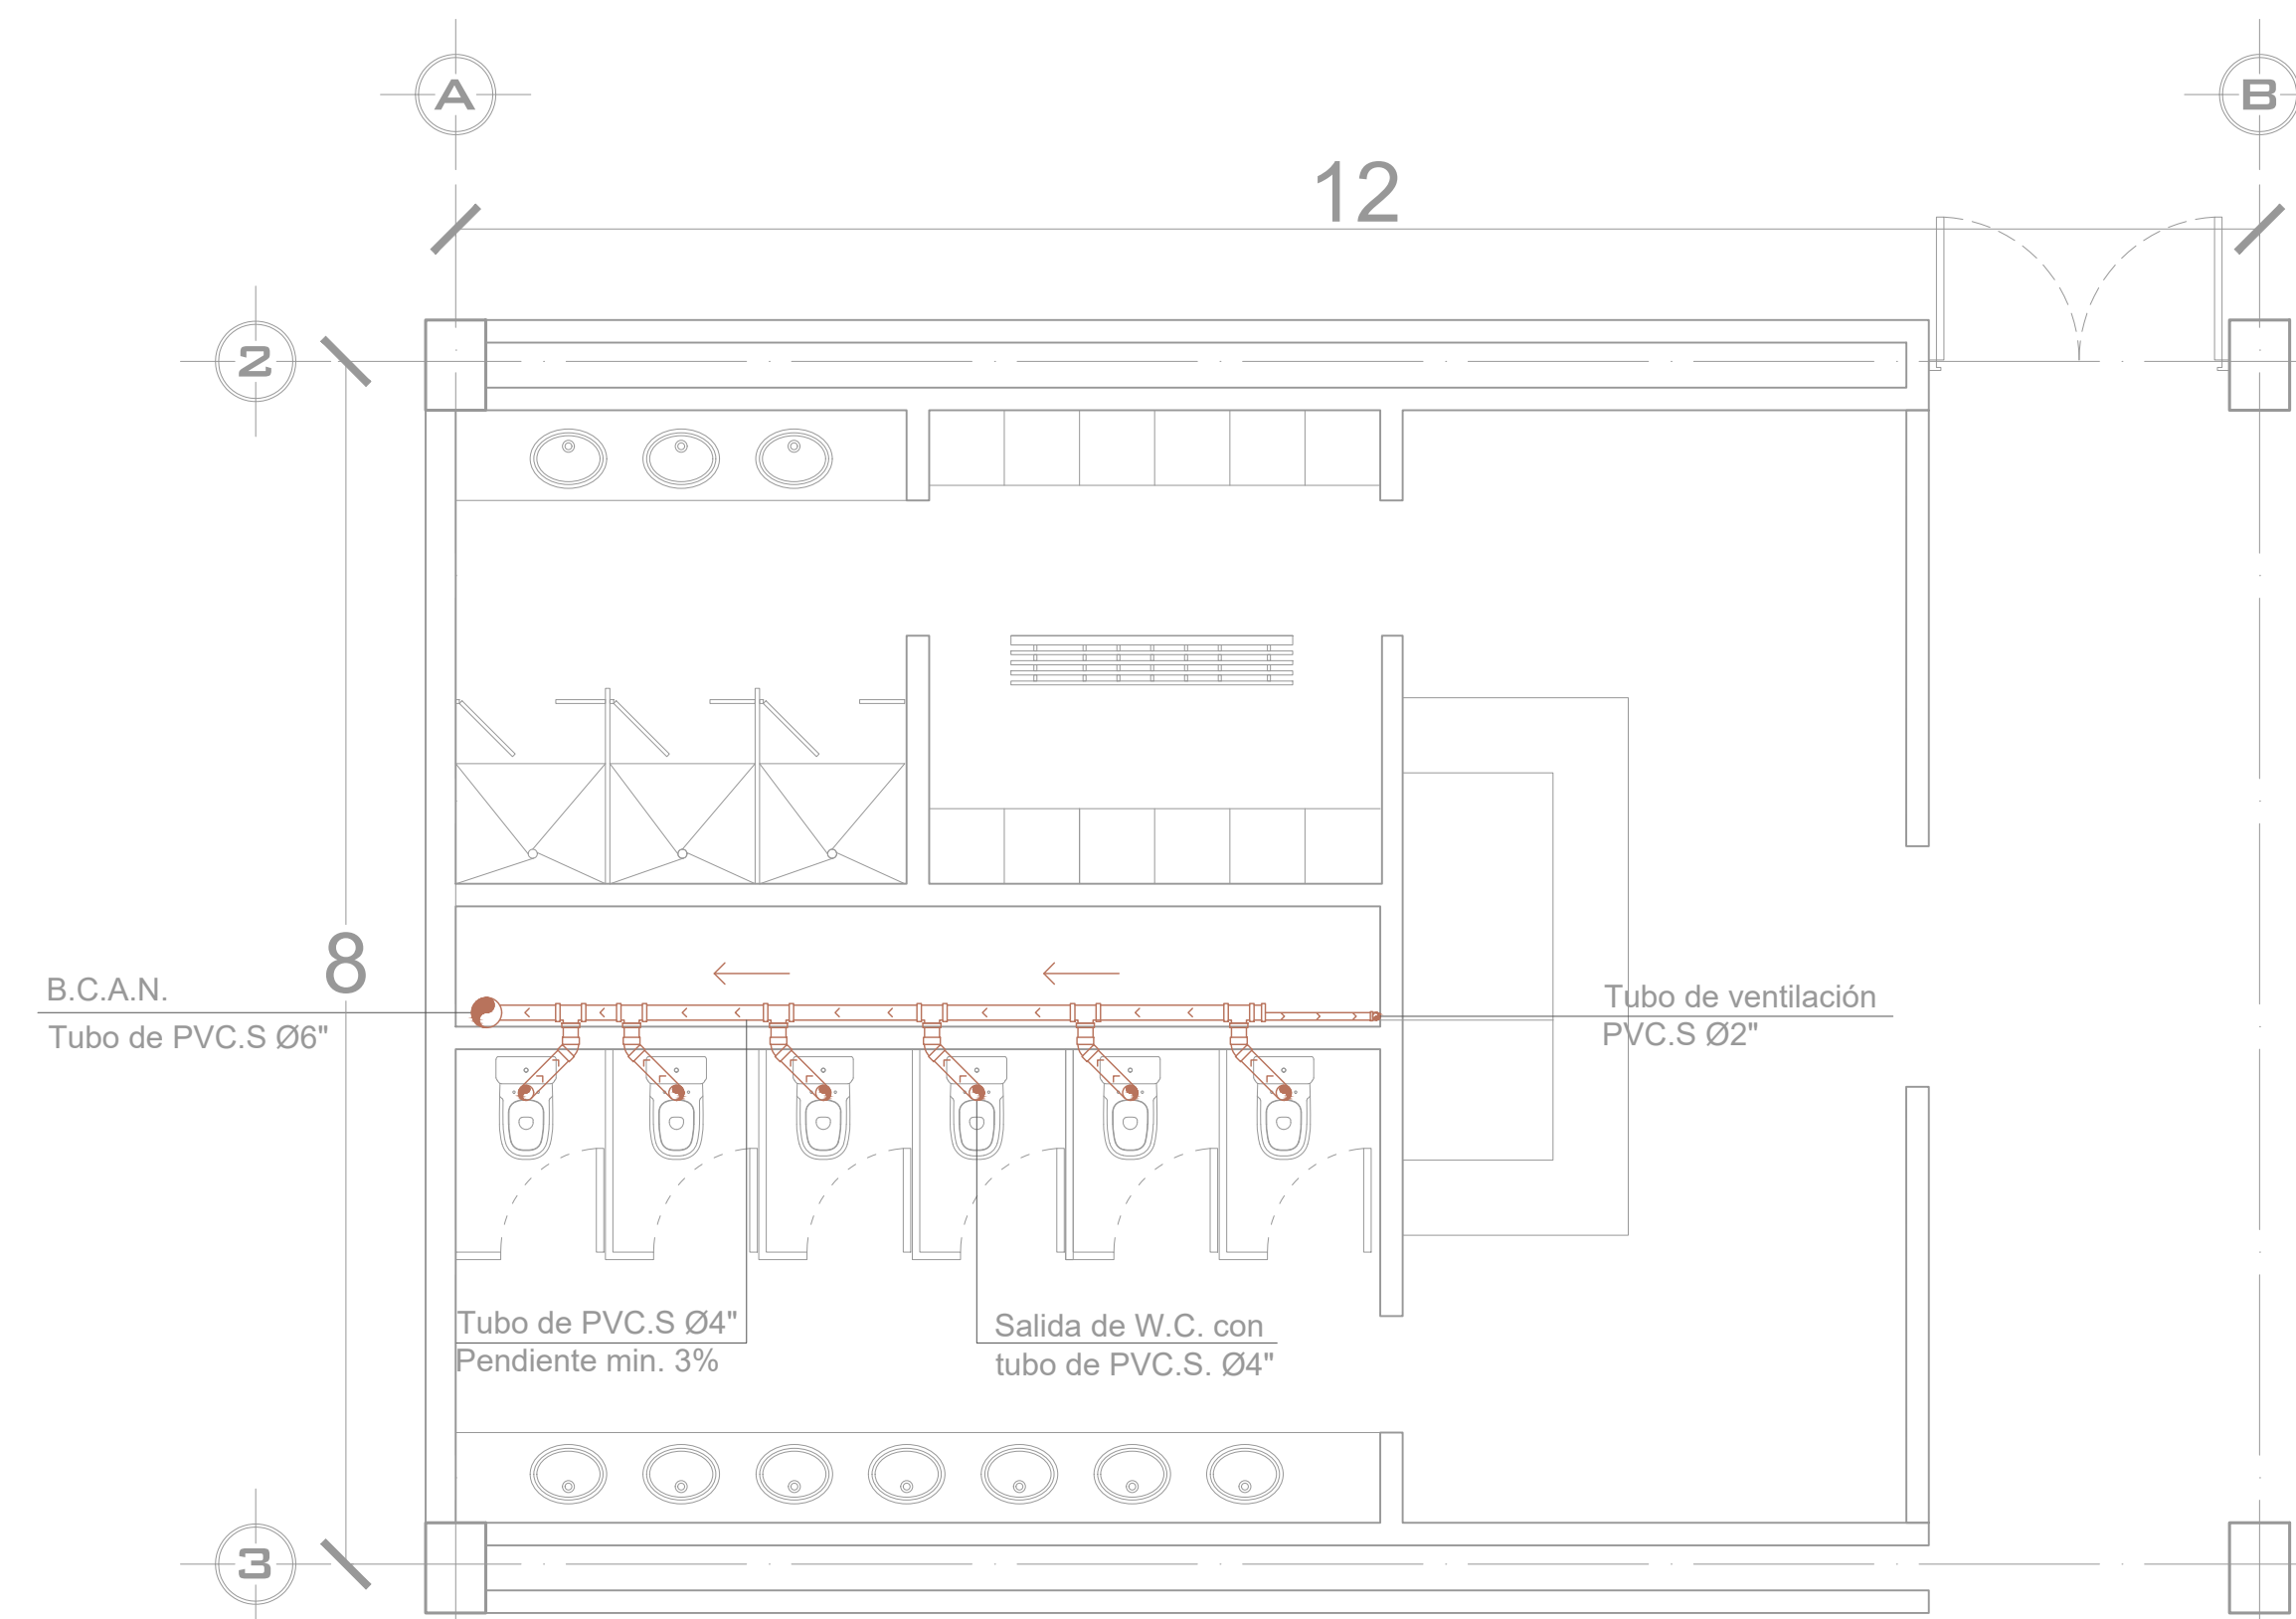 A
B
12
2
8
B.C.A.N.
Tubo de PVC.S Ø6"
Tubo de ventilación
PVC.S Ø2"
Tubo de PVC.S Ø4"
Pendiente min. 3%
Salida de W.C. con
tubo de PVC.S. Ø4"
3